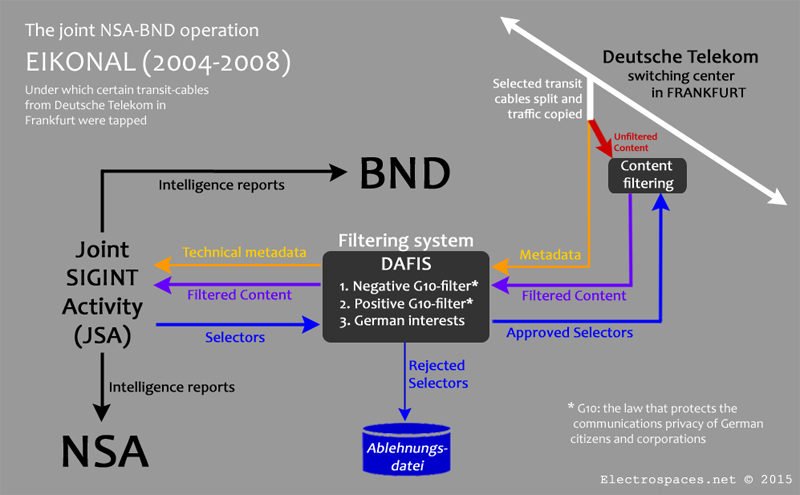 The joint NSA-BND operation
EIKONAL (2004-2008)
Under which certain transit-cables
from Deutsche Telekom in
Frankfurt were tapped
Deutsche Telekom
switching center
in FRANKFURT
Selected transit
cables split and
traffic copied
Unfiltered
Content
Content
filtering
BND
Intelligence reports
Joint
SIGINT
Activity
(JSA)
Technical metadata
Filtered Content
Selectors
Filtering system
DAFIS
1. Negative G10-filter*
2. Positive G10-filter*
3. German interests
Metadata
Filtered Content
Approved Selectors
Rejected
Selectors
Intelligence reports
NSA
Ablehnungs-
datei
* G10: the law that protects the
communications privacy of German
citizens and corporations
Electrospaces.net © 2015